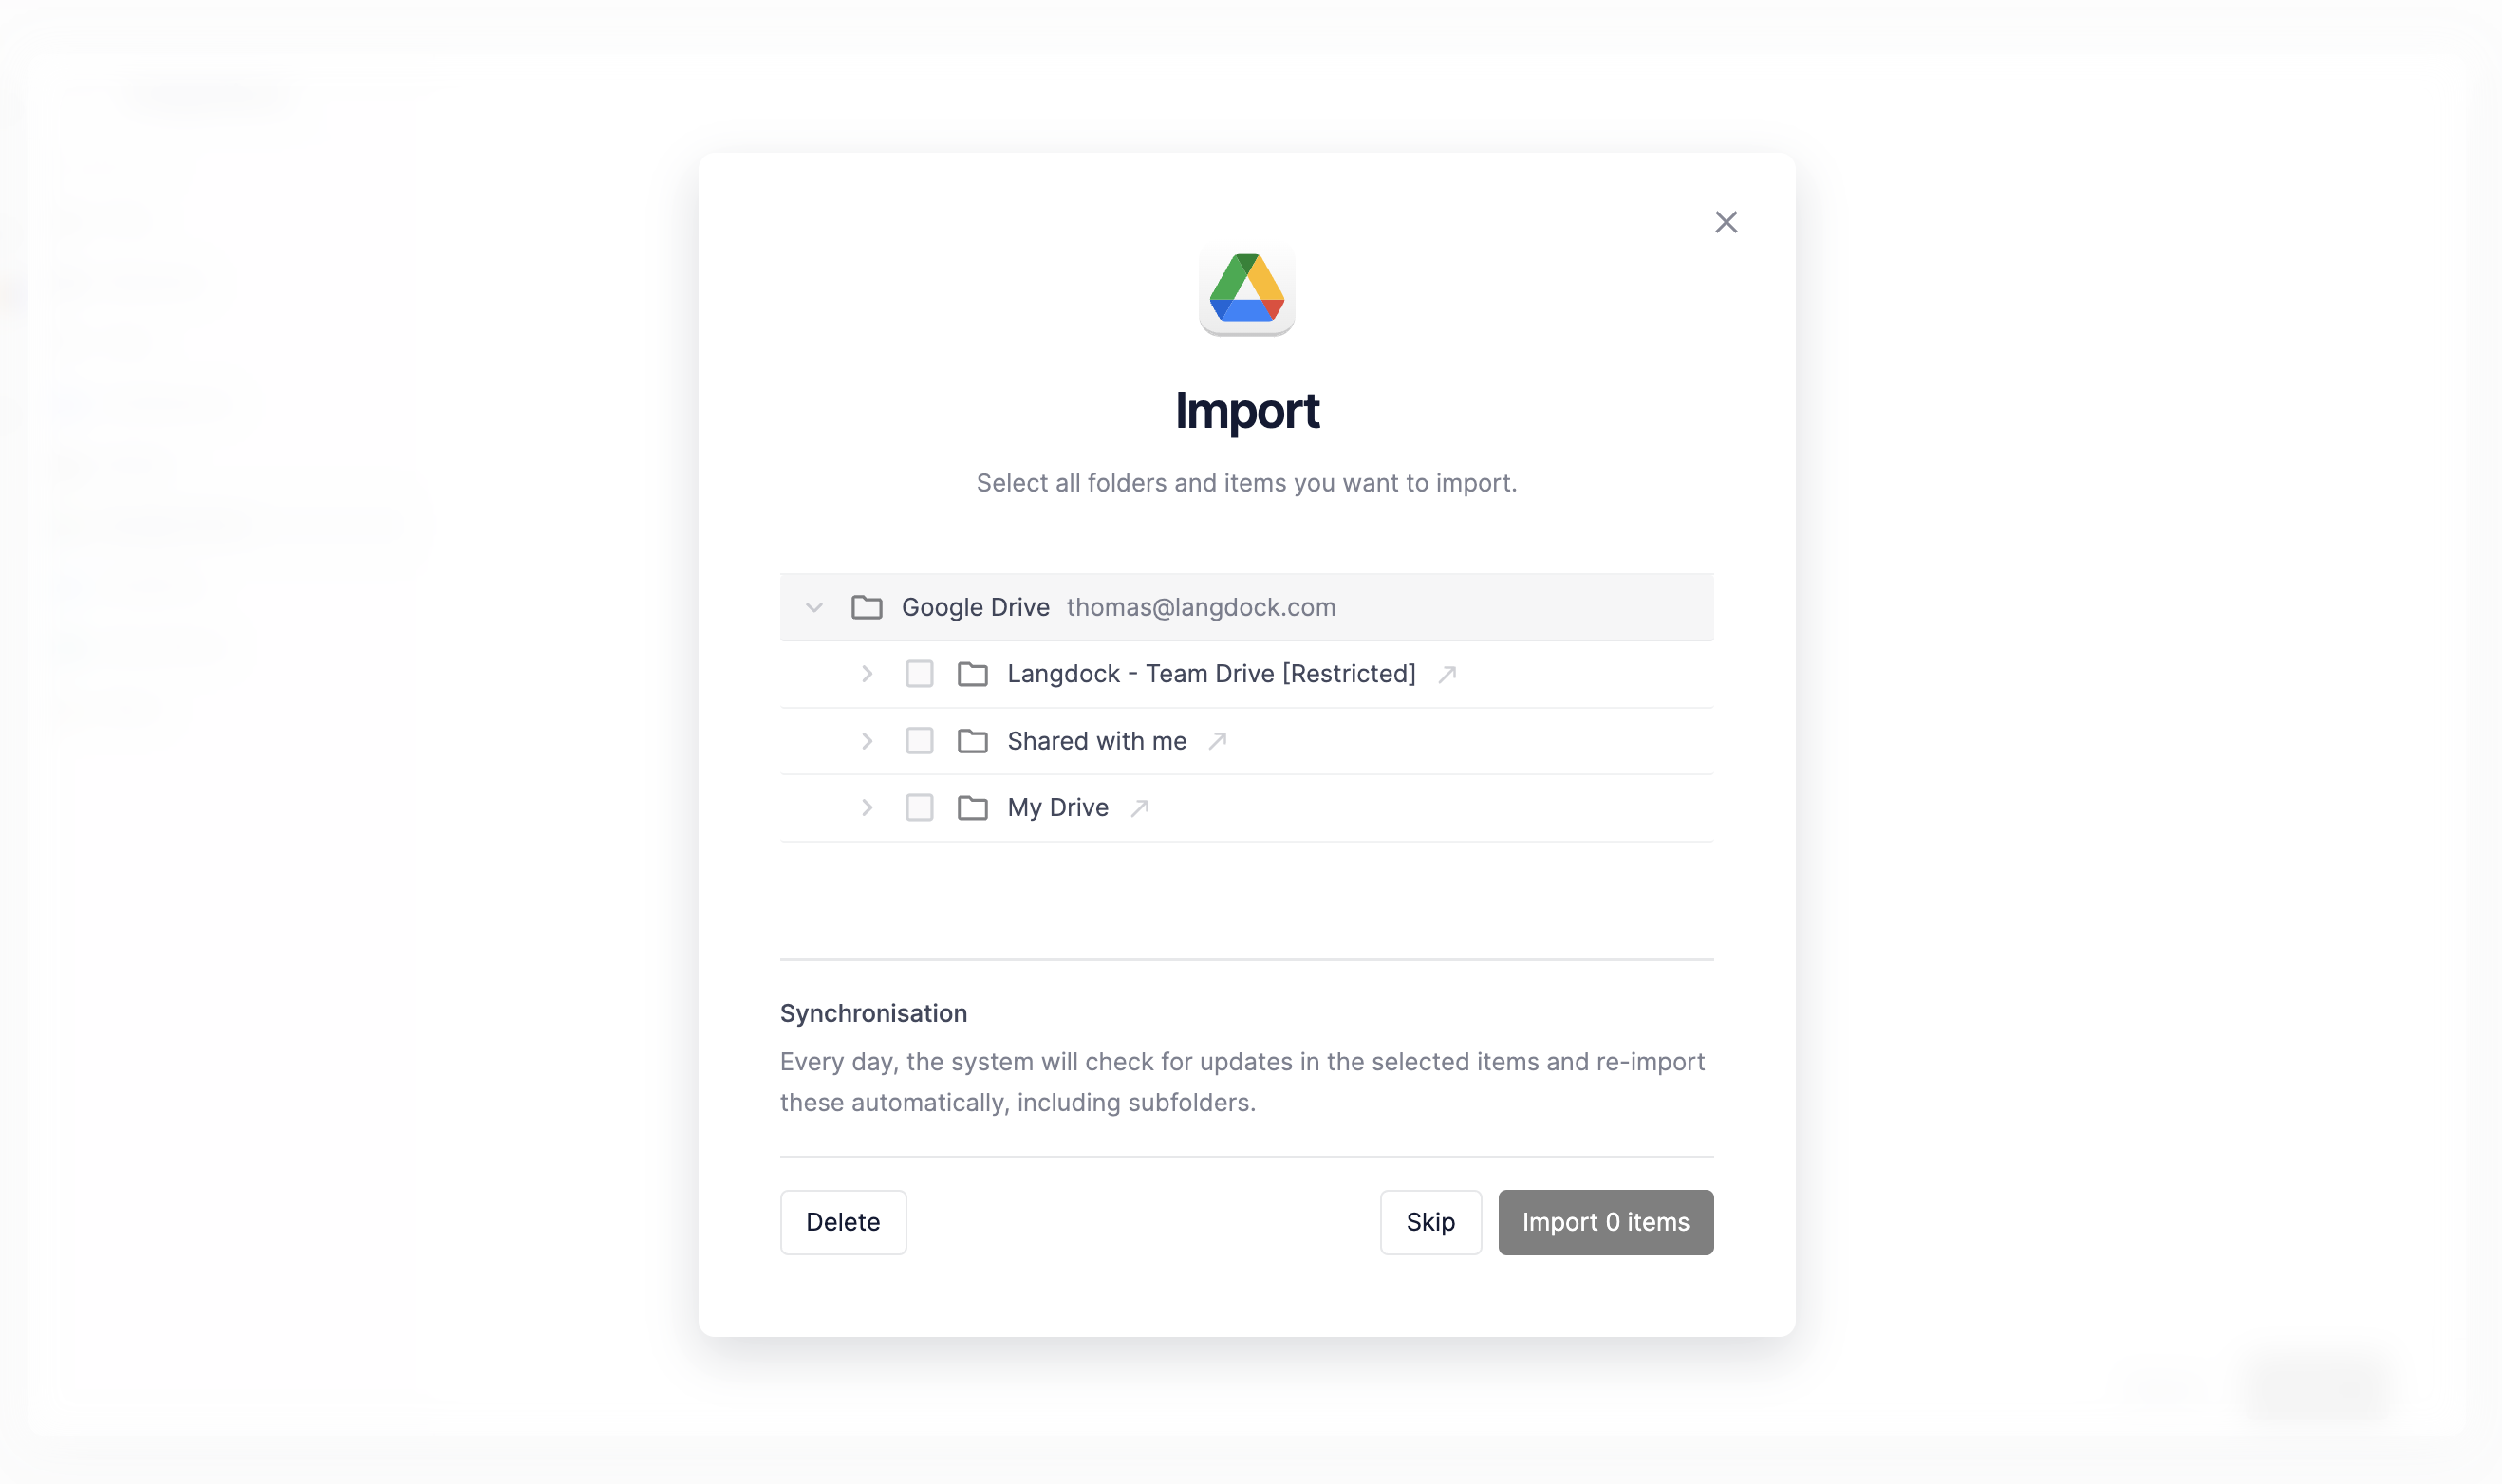 Import
Select all folders and items you want to import.
Google Drive thomas@langdock.com
Langdock - Team Drive [Restricted]
Shared with me
My Drive
Synchronisation
Every day, the system will check for updates in the selected items and re-import
these automatically, including subfolders.
Delete Skip Import 0 items